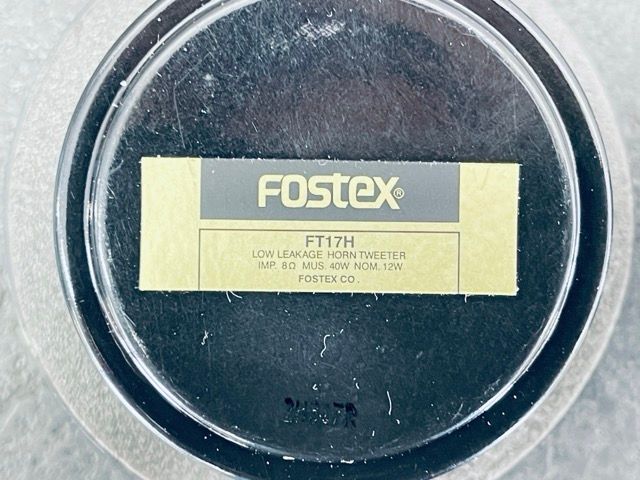 Fostex®
FT17H
LOW LEAKAGE HORN TWEETER
IMP. 8Ω MUS. 40W NOM. 12W
FOSTEX CO.